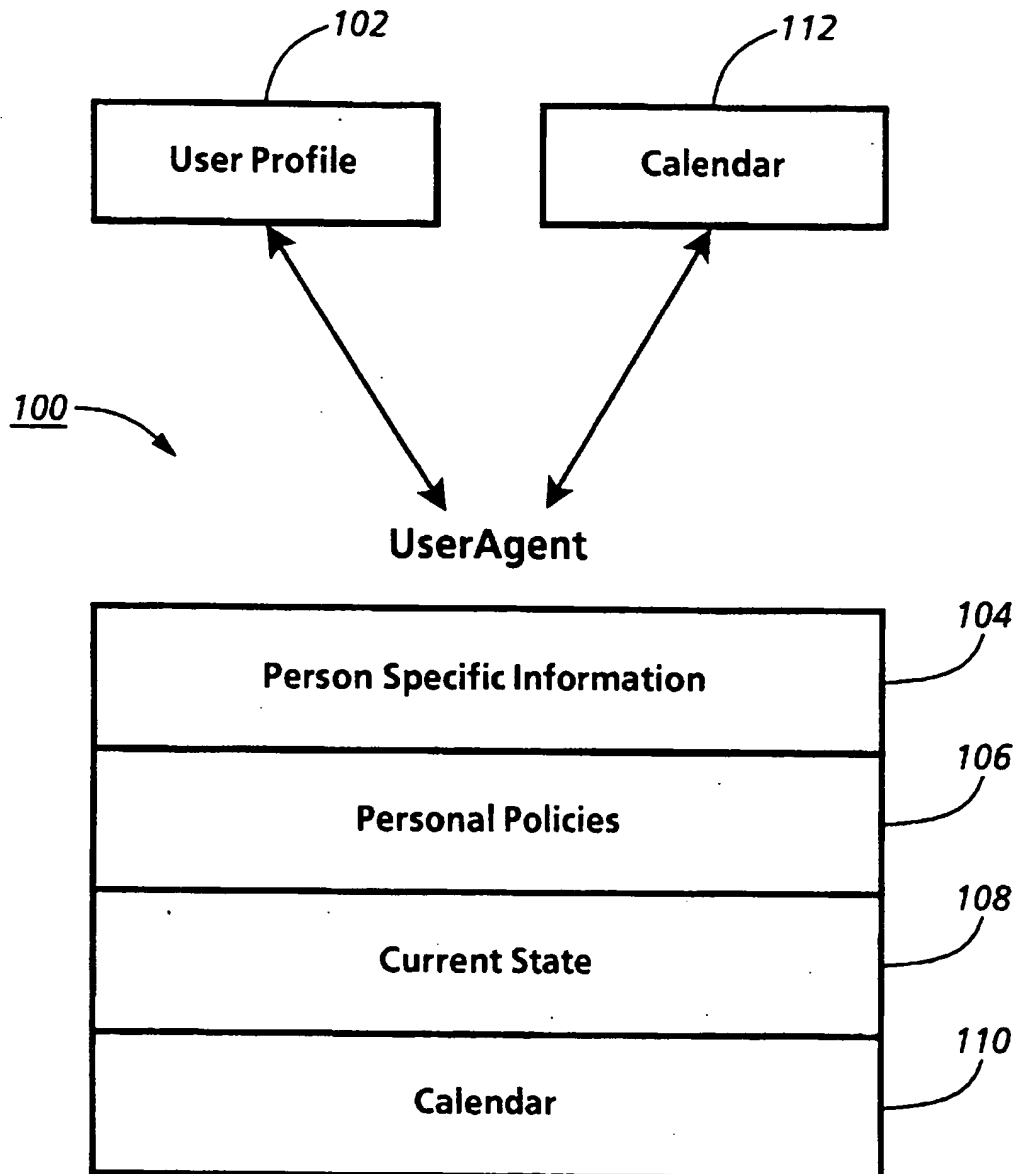 102
112
User Profile
Calendar
100
UserAgent
104
Person Specific Information
106
Personal Policies
108
Current State
110
Calendar